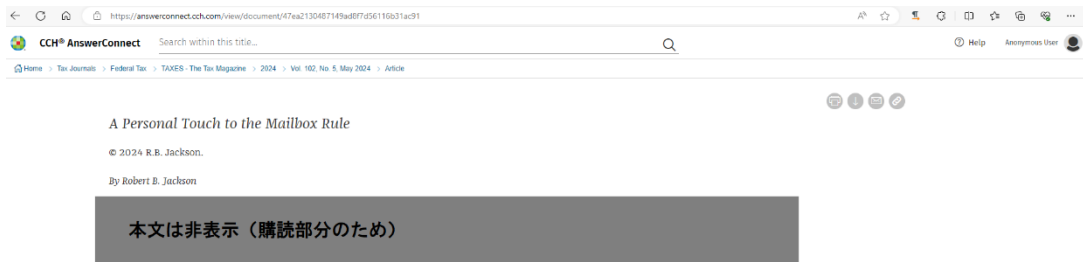 https://answerconnect.cch.com/view/document/47ea2130487149ad8f7d56116b31ac91
CCH® AnswerConnect
Search within this title...
Help
Anonymous User
Home > Tax Journals > Federal Tax > TAXES - The Tax Magazine > 2024 > Vol. 102, No. 5, May 2024 > Article
A Personal Touch to the Mailbox Rule
© 2024 R.B. Jackson.
By Robert B. Jackson
本文は非表示（購読部分のため）